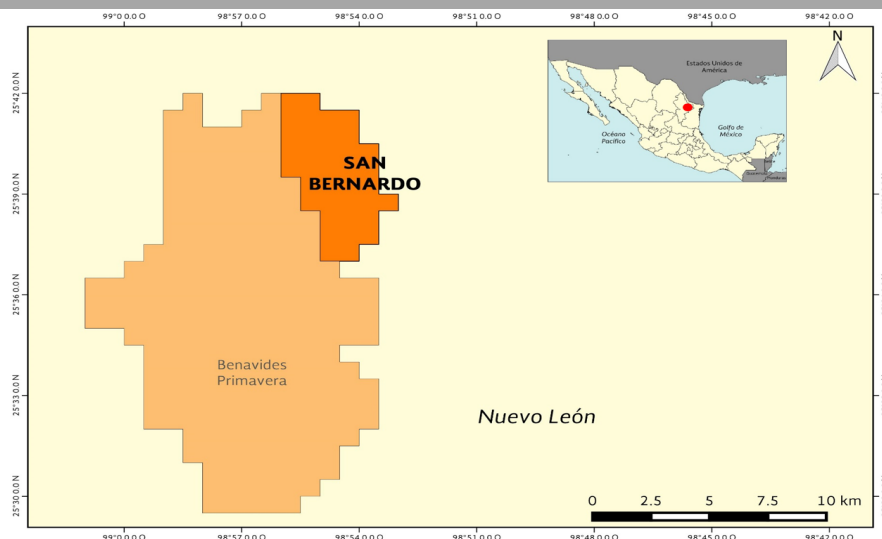 99°0 0.0 O 98°57 0.0 O 98°54 0.0 O 98°51 0.0 O 98°48 0.0 O 98°45 0.0 O 98°42 0.0 O
N
Estados Unidos de
América
Océano
Pacífico
Golfo de
México
25°42 0.0 N
25°39 0.0 N
25°36 0.0 N
25°33 0.0 N
25°30 0.0 N
SAN
BERNARDO
Benavides
Primavera
Nuevo León
0 2.5 5 7.5 10 km
99°0 0.0 O 98°57 0.0 O 98°54 0.0 O 98°51 0.0 O 98°48 0.0 O 98°45 0.0 O 98°42 0.0 O